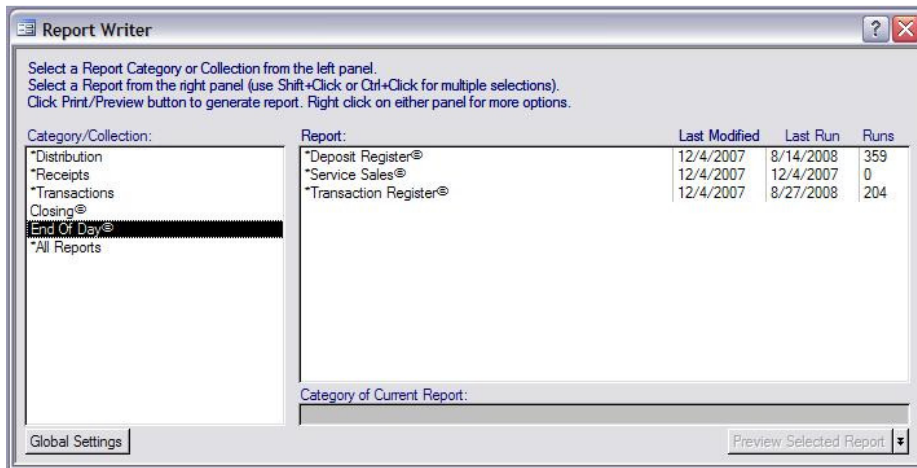 Report Writer
Select a Report Category or Collection from the left panel.
Select a Report from the right panel (use Shift+Click or Ctrl+Click for multiple selections).
Click Print/Preview button to generate report. Right click on either panel for more options.
Category/Collection:
*Distribution
*Receipts
*Transactions
Closing®
End Of Day®
*All Reports
Report: Last Modified Last Run Runs
*Deposit Register® 12/4/2007 8/14/2008 359
*Service Sales® 12/4/2007 12/4/2007 0
*Transaction Register® 12/4/2007 8/27/2008 204
Category of Current Report:
Global Settings
Preview Selected Report